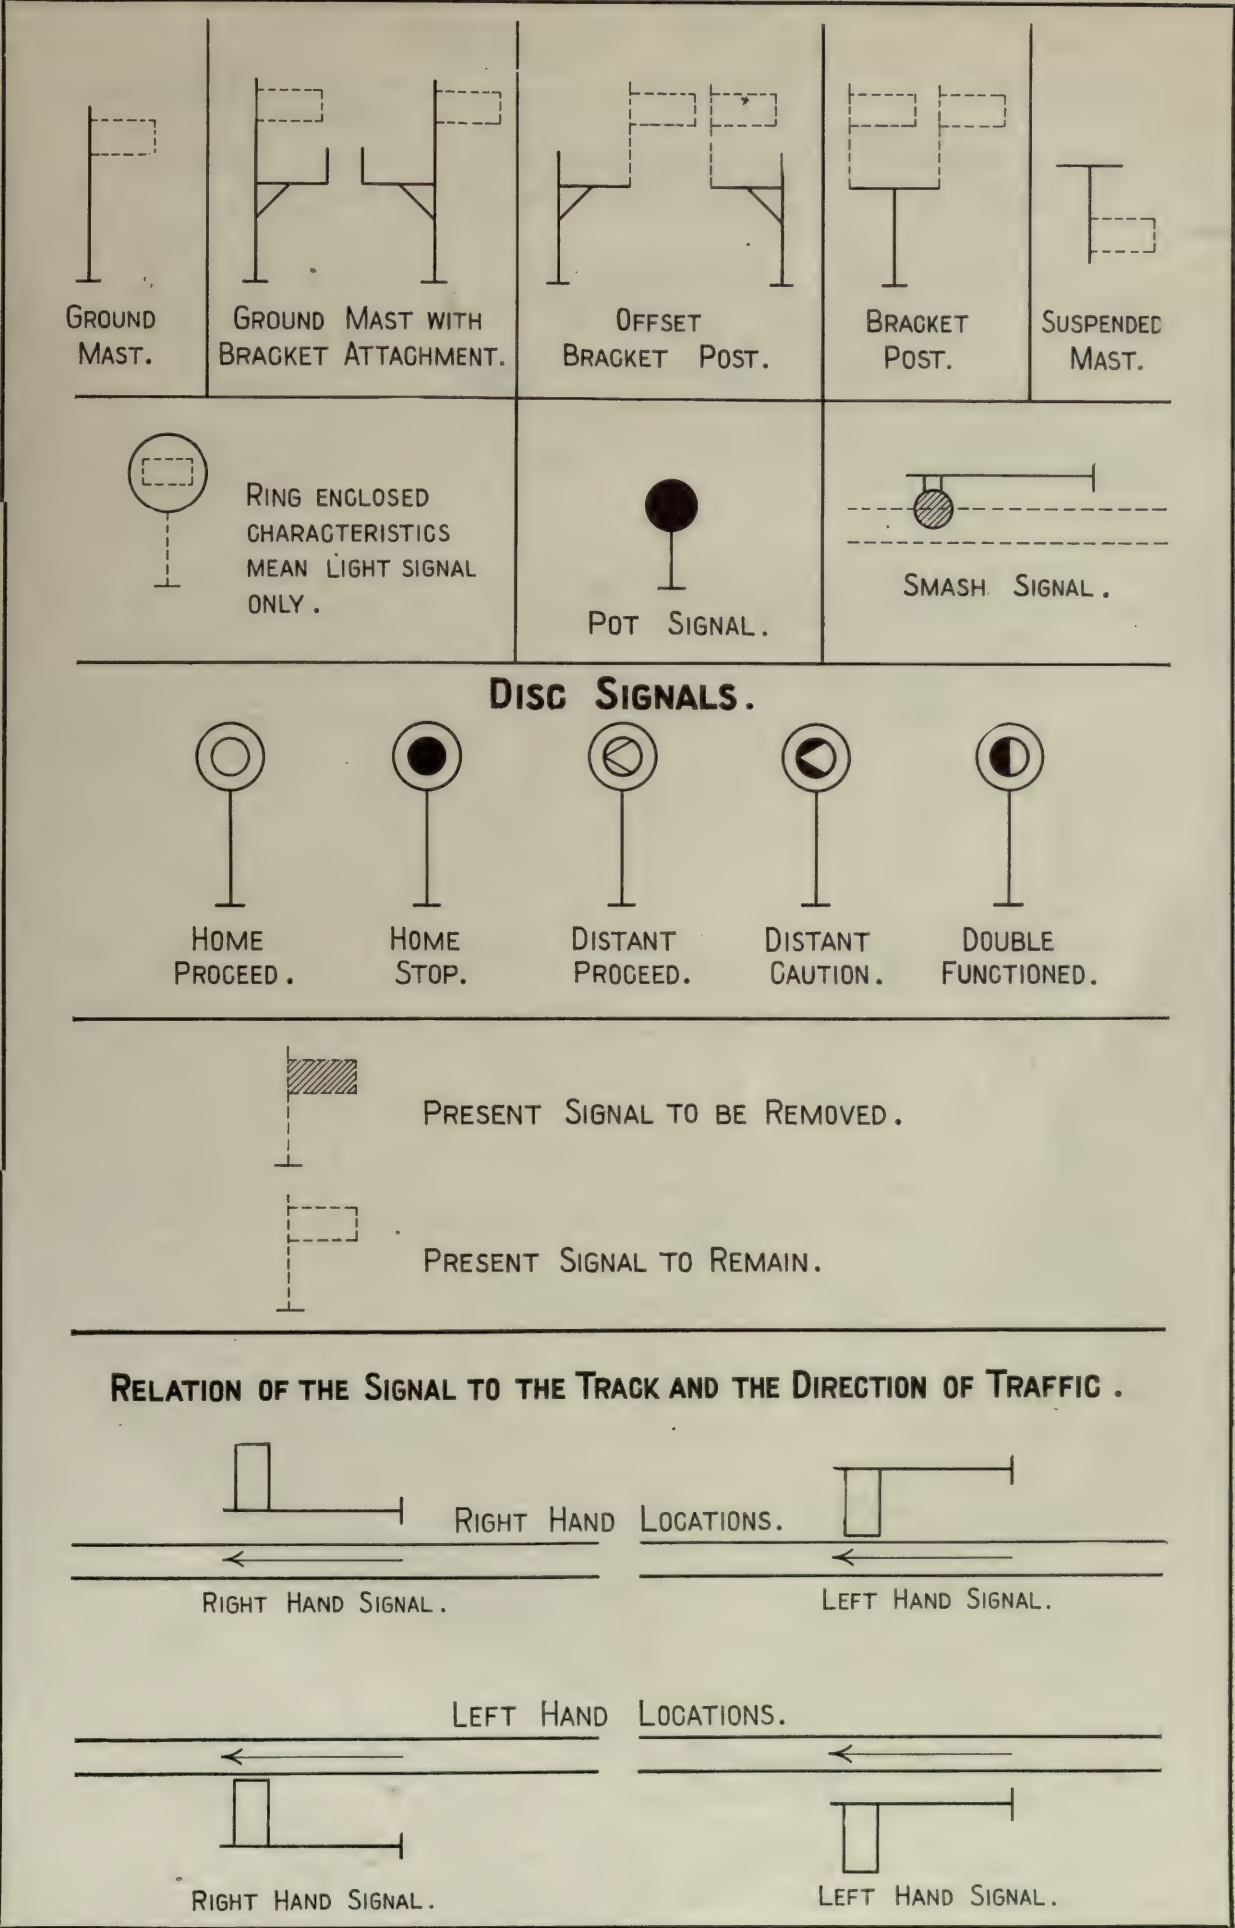 GROUND
MAST.
GROUND MAST WITH
BRACKET ATTACHMENT.
OFFSET
BRACKET POST.
BRACKET
POST.
SUSPENDED
MAST.
RING ENCLOSED
CHARACTERISTICS
MEAN LIGHT SIGNAL
ONLY.
POT SIGNAL.
SMASH SIGNAL.
DISC SIGNALS.
HOME
PROCEED.
HOME
STOP.
DISTANT
PROCEED.
DISTANT
CAUTION.
DOUBLE
FUNCTIONED.
PRESENT SIGNAL TO BE REMOVED.
PRESENT SIGNAL TO REMAIN.
RELATION OF THE SIGNAL TO THE TRACK AND THE DIRECTION OF TRAFFIC.
RIGHT HAND LOCATIONS.
RIGHT HAND SIGNAL.
LEFT HAND SIGNAL.
LEFT HAND LOCATIONS.
RIGHT HAND SIGNAL.
LEFT HAND SIGNAL.